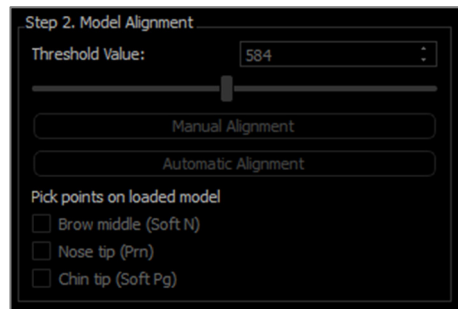 Step 2. Model Alignment
Threshold Value: 584
Manual Alignment
Automatic Alignment
Pick points on loaded model
Brow middle (Soft N)
Nose tip (Prn)
Chin tip (Soft Pg)